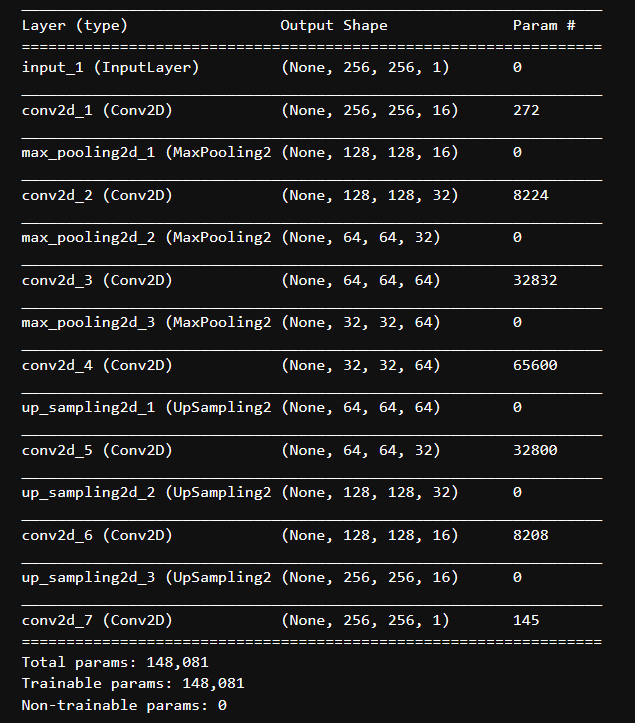 Layer (type) Output Shape Param #
input_1 (InputLayer) (None, 256, 256, 1) 0
conv2d_1 (Conv2D) (None, 256, 256, 16) 272
max_pooling2d_1 (MaxPooling2 (None, 128, 128, 16) 0
conv2d_2 (Conv2D) (None, 128, 128, 32) 8224
max_pooling2d_2 (MaxPooling2 (None, 64, 64, 32) 0
conv2d_3 (Conv2D) (None, 64, 64, 64) 32832
max_pooling2d_3 (MaxPooling2 (None, 32, 32, 64) 0
conv2d_4 (Conv2D) (None, 32, 32, 64) 65600
up_sampling2d_1 (UpSampling2 (None, 64, 64, 64) 0
conv2d_5 (Conv2D) (None, 64, 64, 32) 32800
up_sampling2d_2 (UpSampling2 (None, 128, 128, 32) 0
conv2d_6 (Conv2D) (None, 128, 128, 16) 8208
up_sampling2d_3 (UpSampling2 (None, 256, 256, 16) 0
conv2d_7 (Conv2D) (None, 256, 256, 1) 145
Total params: 148,081
Trainable params: 148,081
Non-trainable params: 0